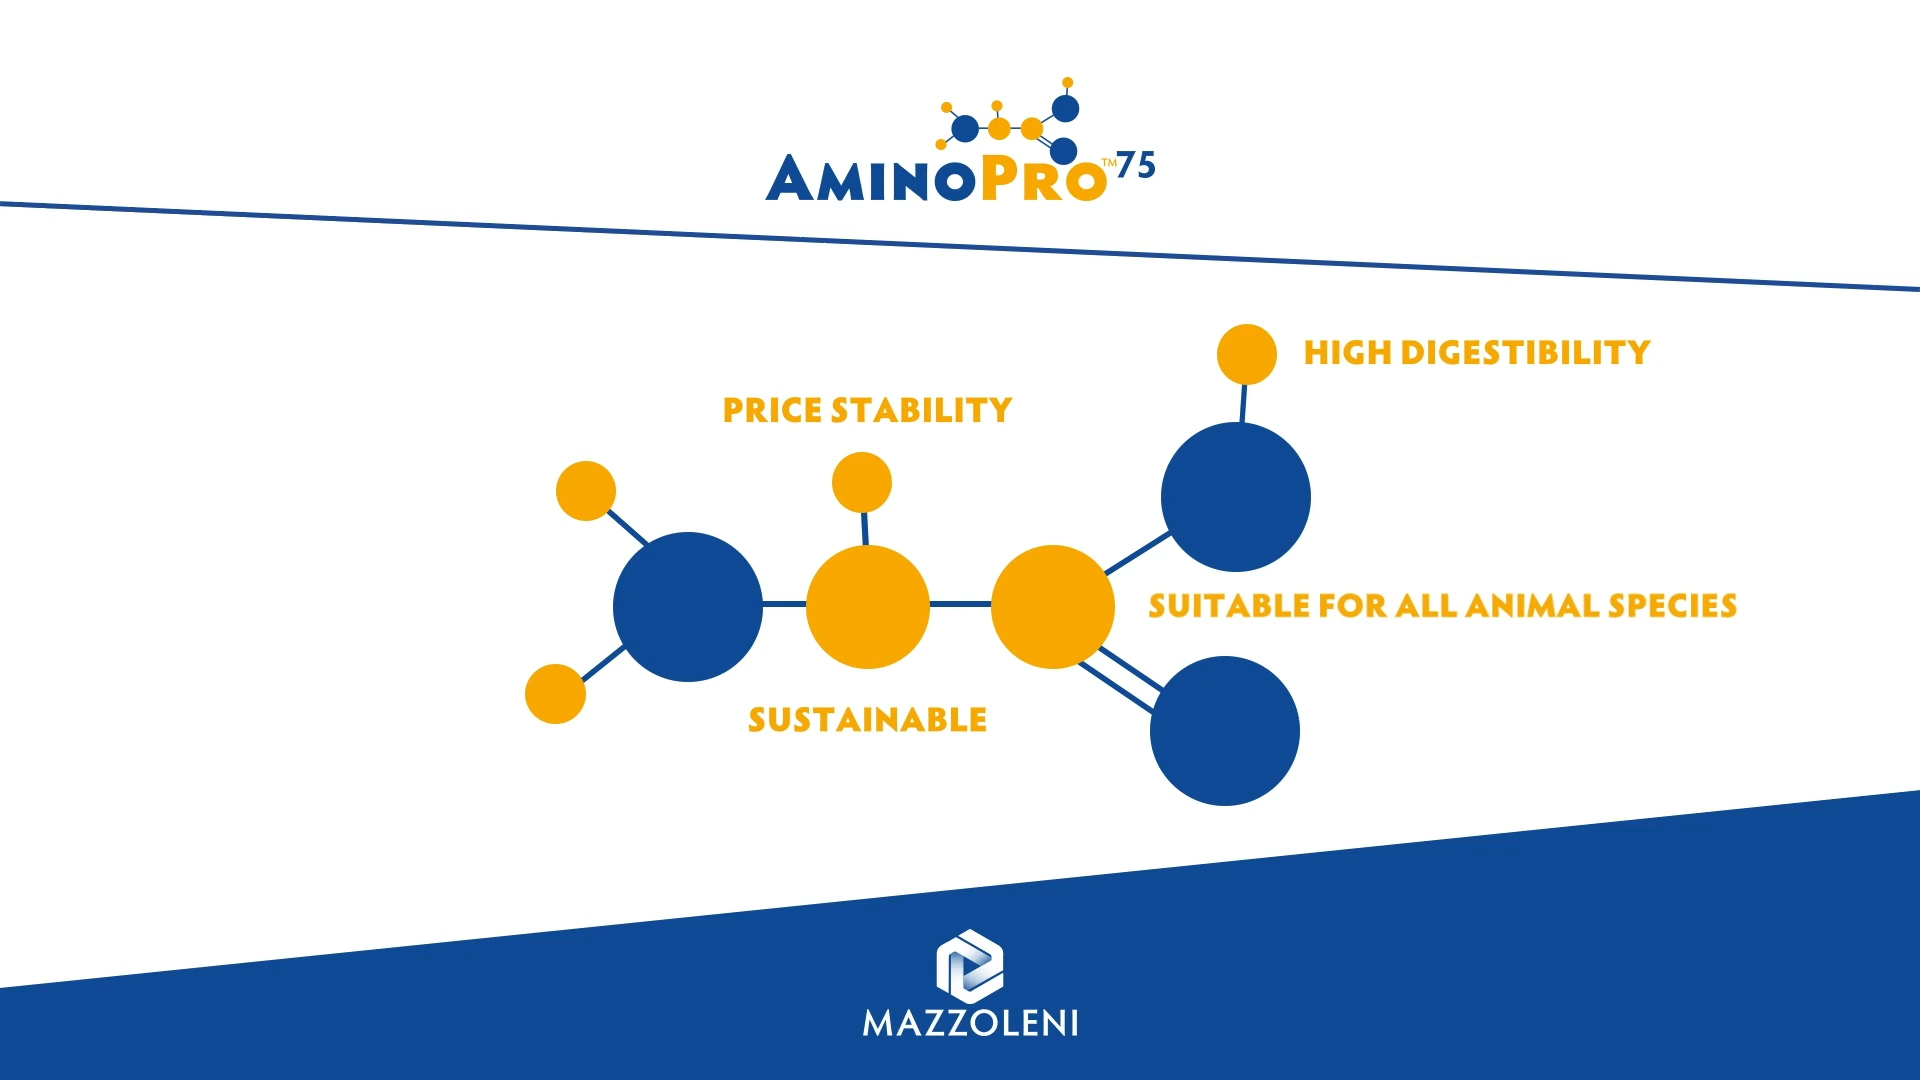 AMINOPRO™75
HIGH DIGESTIBILITY
PRICE STABILITY
SUITABLE FOR ALL ANIMAL SPECIES
SUSTAINABLE
MAZZOLENI